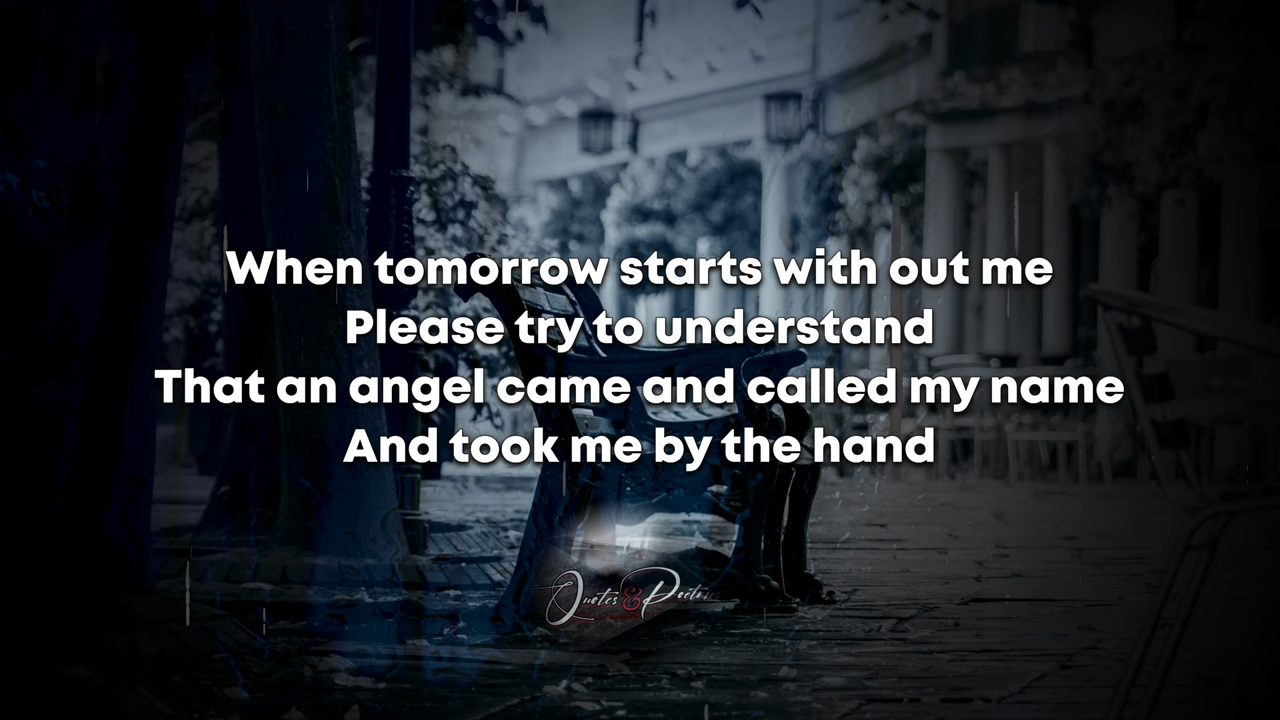 When tomorrow starts with out me
Please try to understand
That an angel came and called my name
And took me by the hand
Quotes &